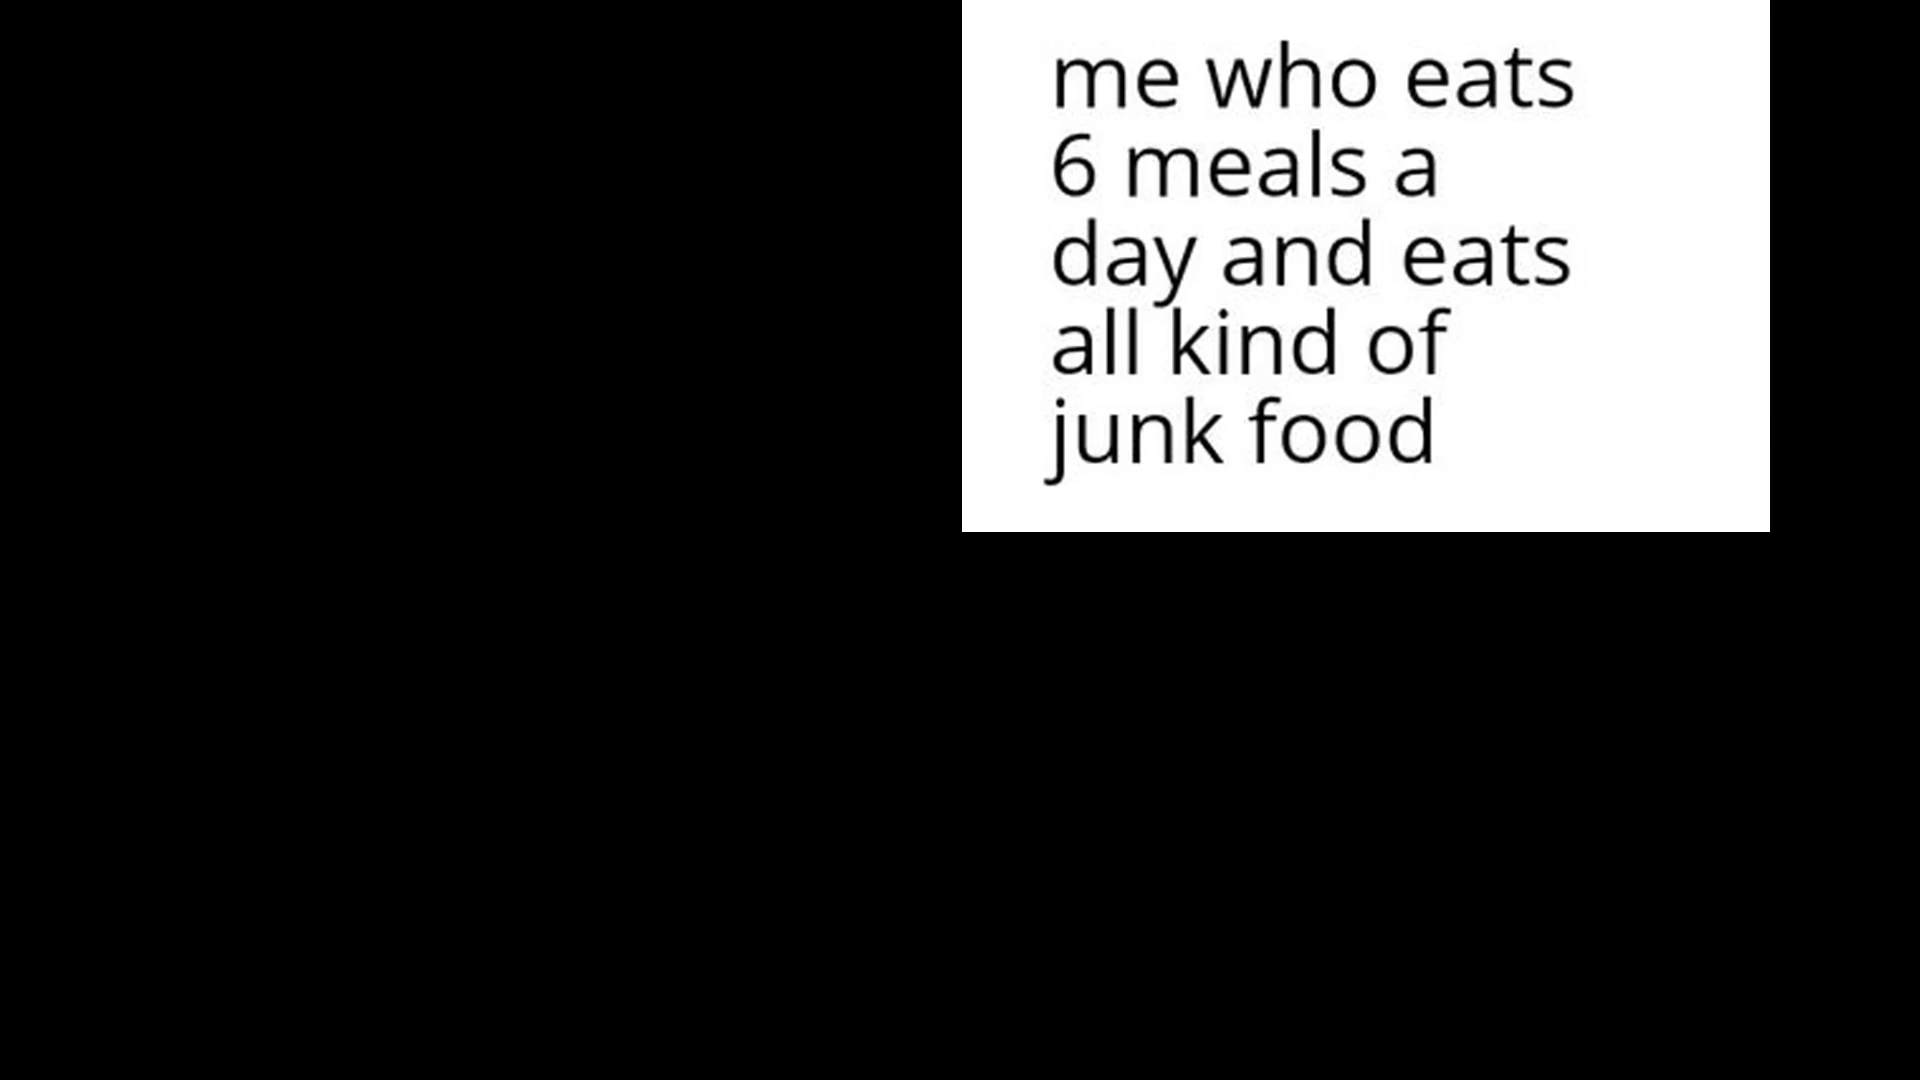 me who eats
6 meals a
day and eats
all kind of
junk food